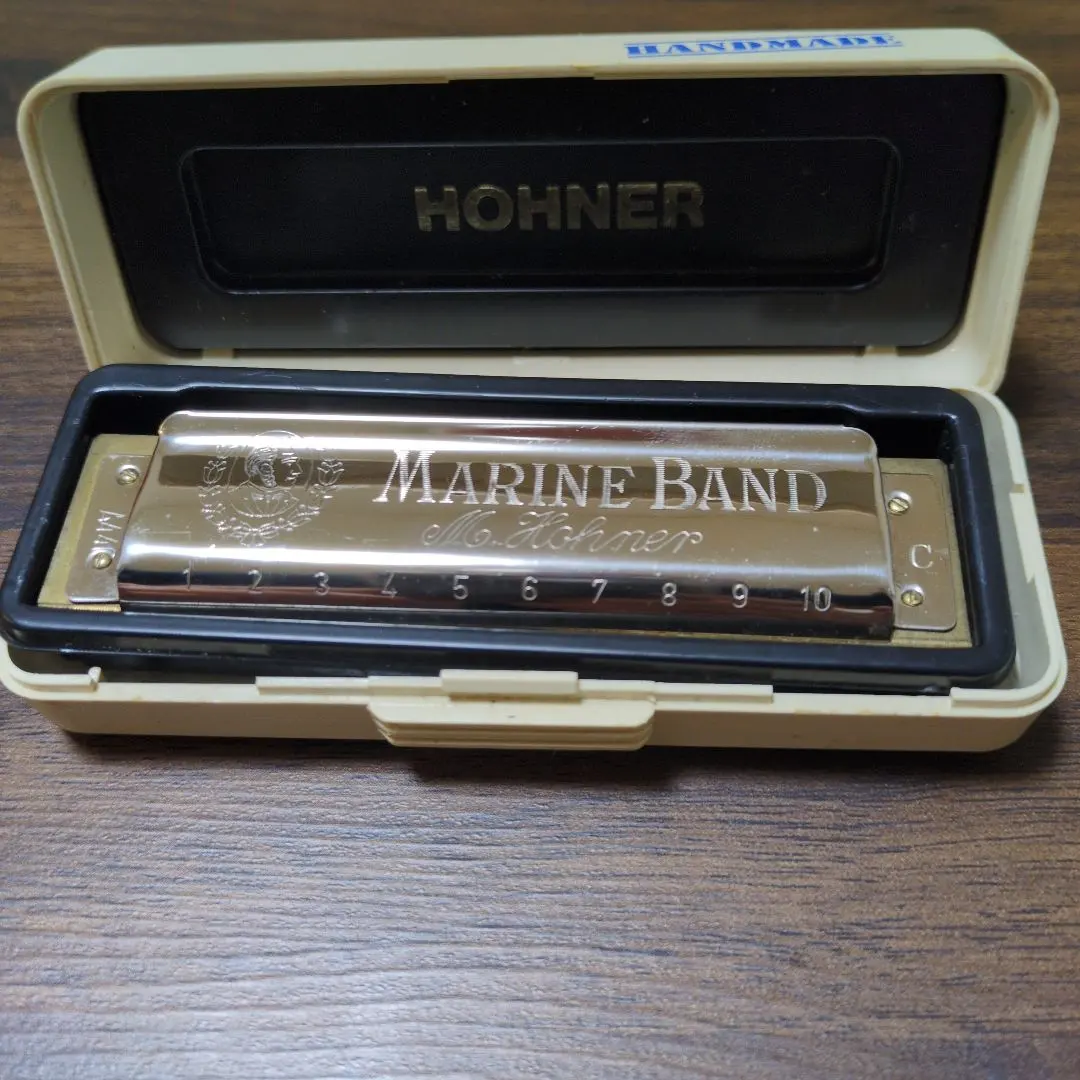 HANDMADE
HOHNER
MARINE BAND
M. Hohner
1 2 3 4 5 6 7 8 9 10
C